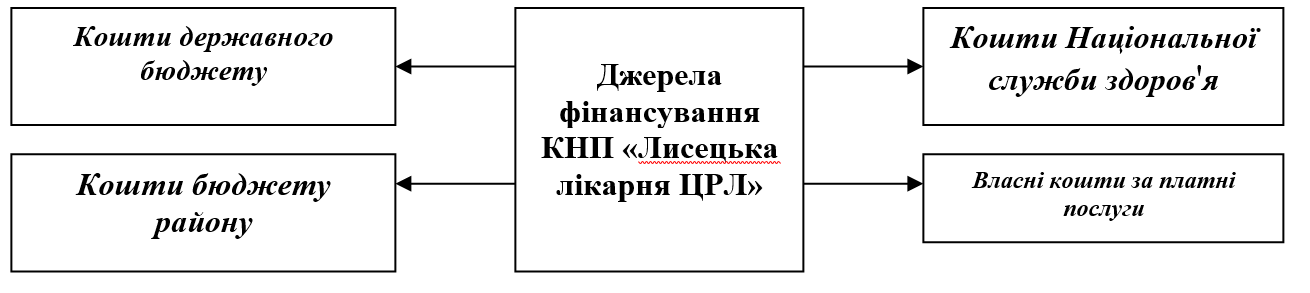 Кошти державного
бюджету
Кошти бюджету
району
Джерела
фінансування
КНП «Лисецька
лікарня ЦРЛ»
Кошти Національної
служби здоров'я
Власні кошти за платні
послуги